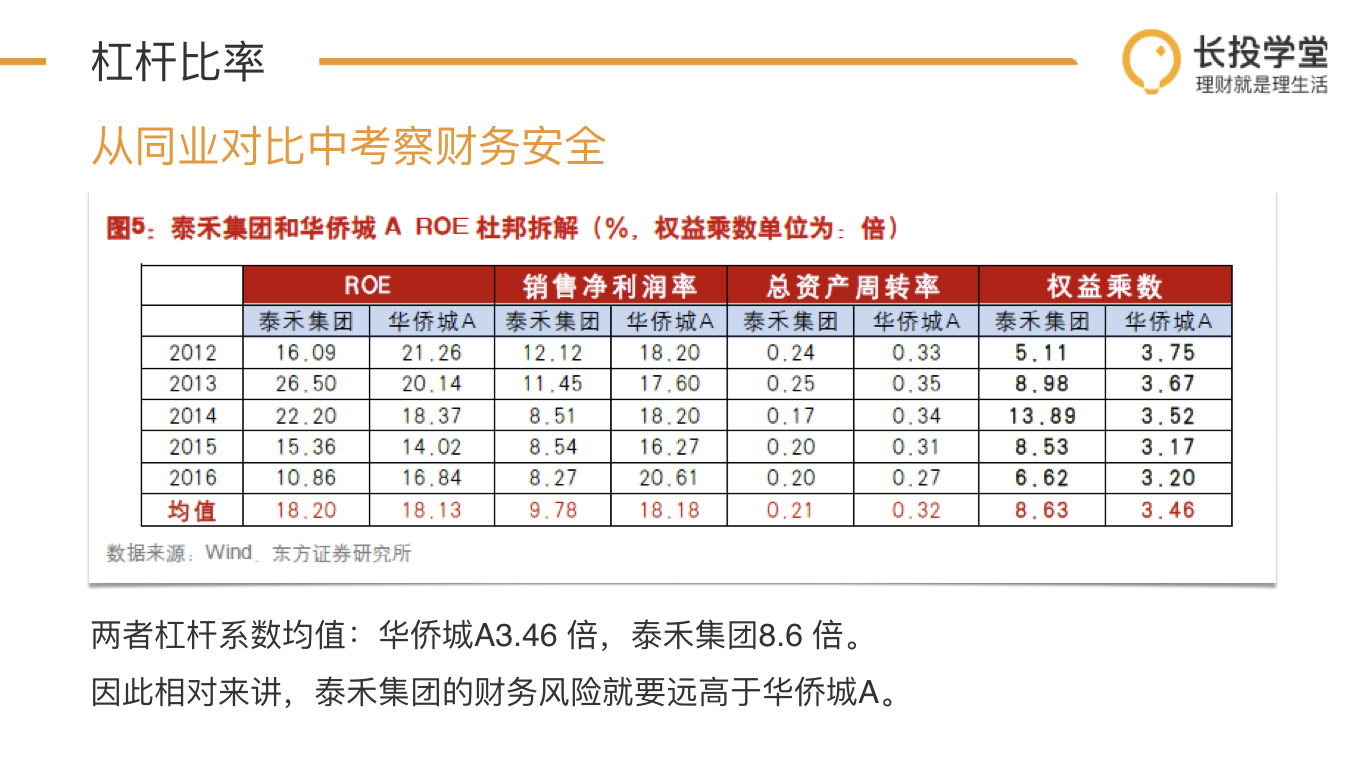 杠杆比率
长投学堂
理财就是理生活
从同业对比中考察财务安全
图5：泰禾集团和华侨城 A ROE 杜邦拆解（%，权益乘数单位为：倍）
ROE 销售净利润率 总资产周转率 权益乘数
泰禾集团 华侨城A 泰禾集团 华侨城A 泰禾集团 华侨城A 泰禾集团 华侨城A
2012 16.09 21.26 12.12 18.20 0.24 0.33 5.11 3.75
2013 26.50 20.14 11.45 17.60 0.25 0.35 8.98 3.67
2014 22.20 18.37 8.51 18.20 0.17 0.34 13.89 3.52
2015 15.36 14.02 8.54 16.27 0.20 0.31 8.53 3.17
2016 10.86 16.84 8.27 20.61 0.20 0.27 6.62 3.20
均值 18.20 18.13 9.78 18.18 0.21 0.32 8.63 3.46
数据来源：Wind、东方证券研究所
两者杠杆系数均值：华侨城A3.46 倍，泰禾集团8.6 倍。
因此相对来讲，泰禾集团的财务风险就要远高于华侨城A。